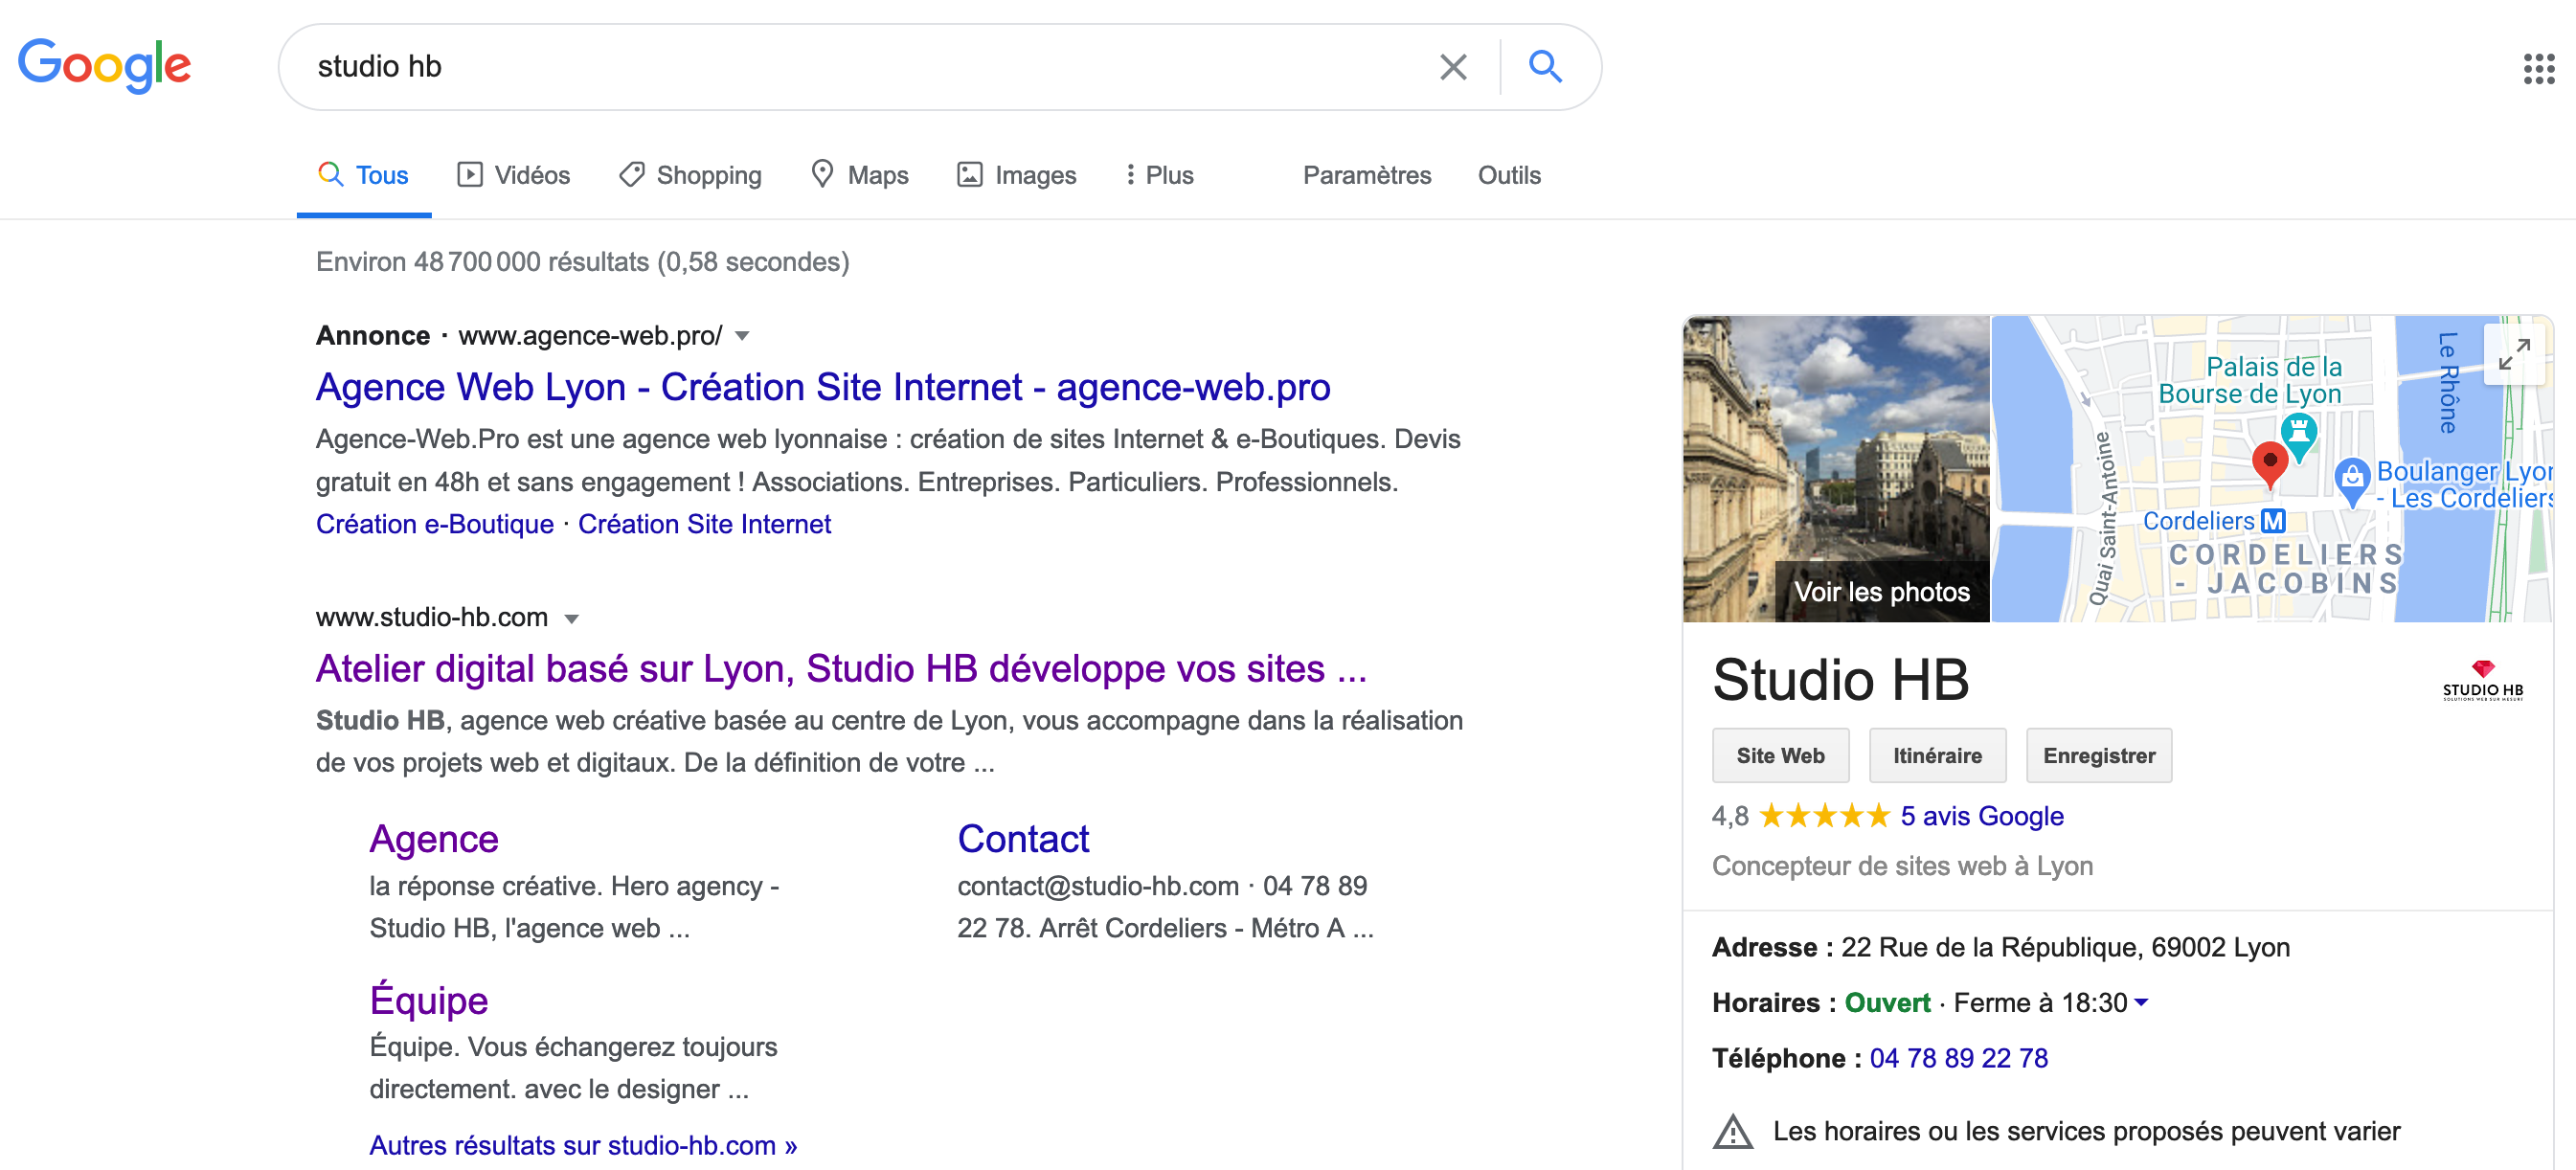 Google
studio hb
Tous
Vidéos
Shopping
Maps
Images
Plus
Paramètres
Outils
Environ 48 700 000 résultats (0,58 secondes)
Annonce · www.agence-web.pro/
Agence Web Lyon - Création Site Internet - agence-web.pro
Agence-Web.Pro est une agence web lyonnaise : création de sites Internet & e-Boutiques. Devis
gratuit en 48h et sans engagement ! Associations. Entreprises. Particuliers. Professionnels.
Création e-Boutique · Création Site Internet
www.studio-hb.com
Atelier digital basé sur Lyon, Studio HB développe vos sites ...
Studio HB, agence web créative basée au centre de Lyon, vous accompagne dans la réalisation
de vos projets web et digitaux. De la définition de votre ...
Agence
la réponse créative. Hero agency -
Studio HB, l'agence web ...
Contact
contact@studio-hb.com · 04 78 89
22 78. Arrêt Cordeliers - Métro A ...
Équipe
Équipe. Vous échangerez toujours
directement. avec le designer ...
Autres résultats sur studio-hb.com »
Voir les photos
Palais de la
Bourse de Lyon
Le Rhône
Quai Saint-Antoine
Boulanger Lyon
- Les Cordeliers
Cordeliers M
CORDELIERS
- JACOBINS
Studio HB
STUDIO HB
SOLUTIONS WEB SUR MESURE
Site Web
Itinéraire
Enregistrer
4,8 ★★★★★ 5 avis Google
Concepteur de sites web à Lyon
Adresse : 22 Rue de la République, 69002 Lyon
Horaires : Ouvert · Ferme à 18:30
Téléphone : 04 78 89 22 78
Les horaires ou les services proposés peuvent varier